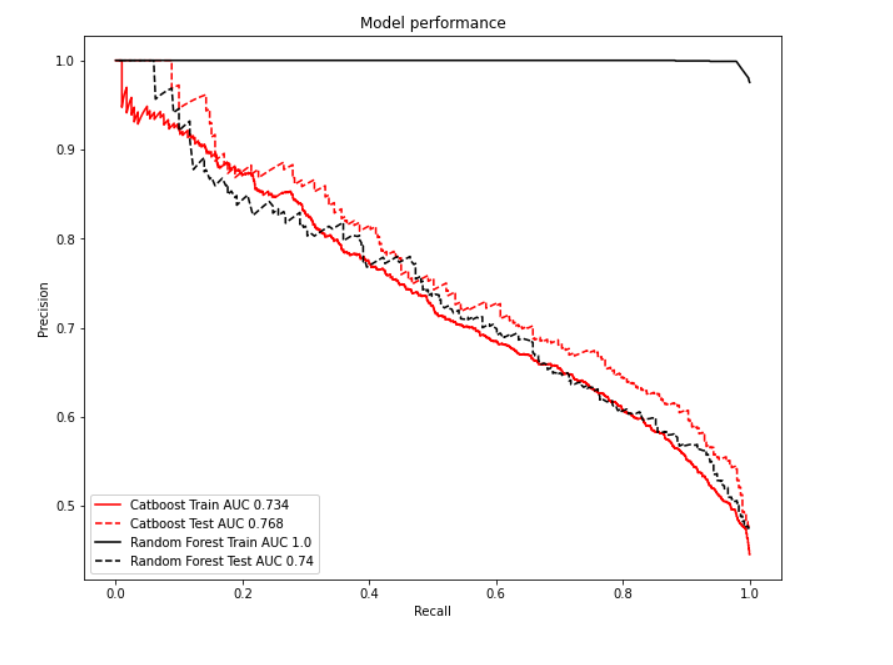 Model performance
1.0
0.9
0.8
0.7
0.6
0.5
Precision
Catboost Train AUC 0.734
Catboost Test AUC 0.768
Random Forest Train AUC 1.0
Random Forest Test AUC 0.74
0.0 0.2 0.4 0.6 0.8 1.0
Recall